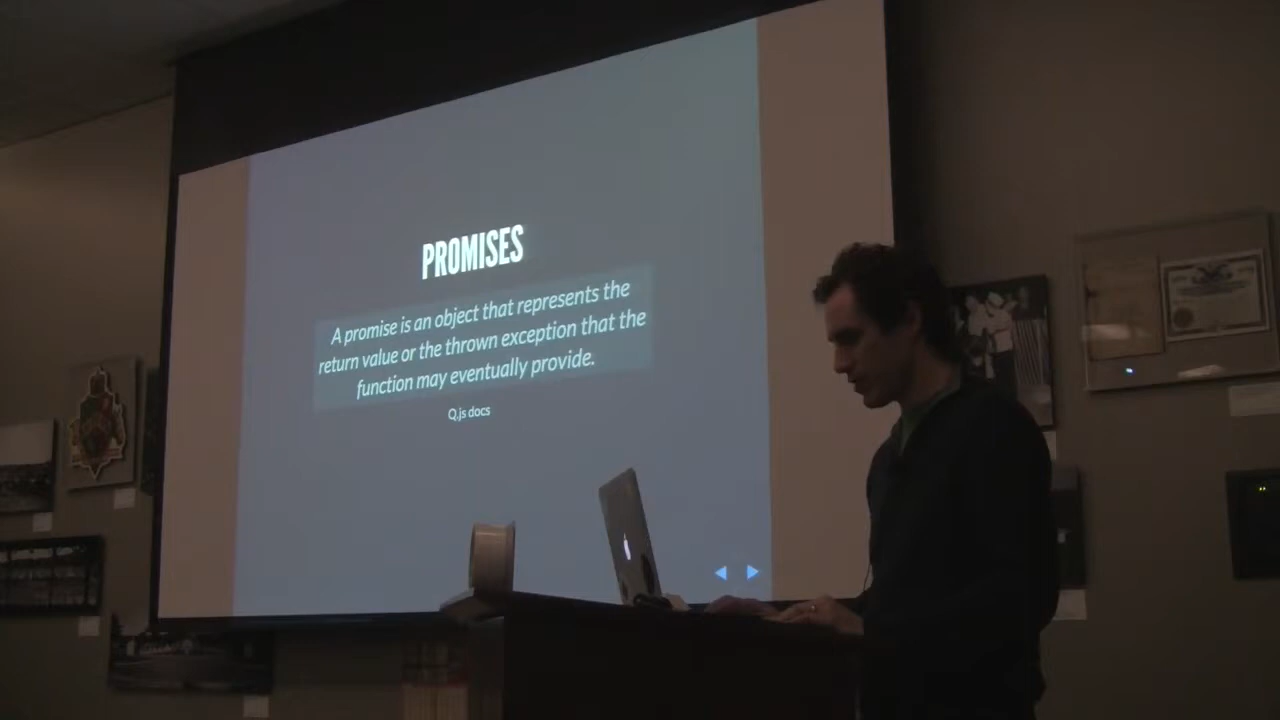 PROMISES
A promise is an object that represents the
return value or the thrown exception that the
function may eventually provide.
Q.js docs